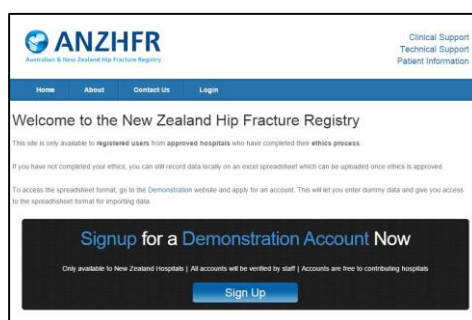 ANZHFR
Australian & New Zealand Hip Fracture Registry
Clinical Support
Technical Support
Patient Information
Home About Contact Us Login
Welcome to the New Zealand Hip Fracture Registry
This site is only available to registered users from approved hospitals who have completed their ethics process.
If you have not completed your ethics, you can still record data locally on an excel spreadsheet which can be uploaded once ethics is approved
To access the spreadsheet format, go to the Demonstration website and apply for an account. This will let you enter dummy data and give you access
to the spreadhsheet format for importing data.
Signup for a Demonstration Account Now
Only available to New Zealand Hospitals | All accounts will be verified by staff | Accounts are free to contributing hospitals
Sign Up